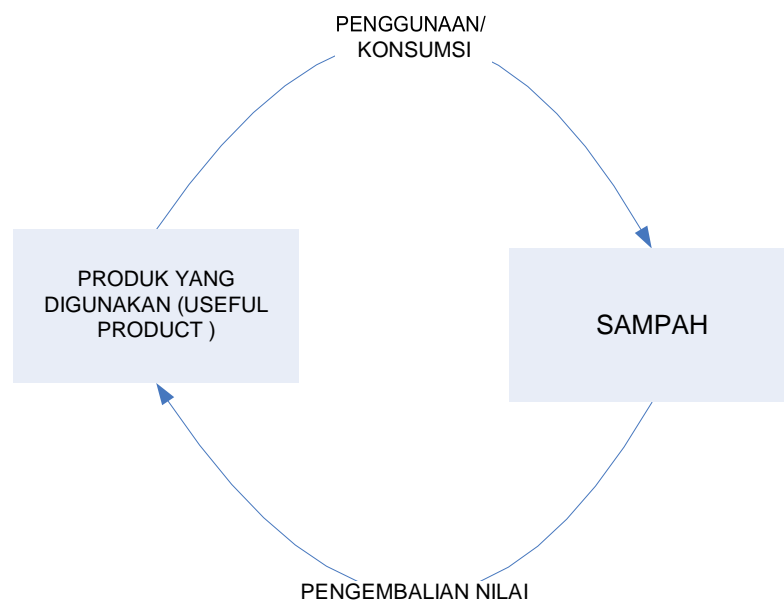 PENGGUNAAN/
KONSUMSI
PRODUK YANG
DIGUNAKAN (USEFUL
PRODUCT )
SAMPAH
PENGEMBALIAN NILAI